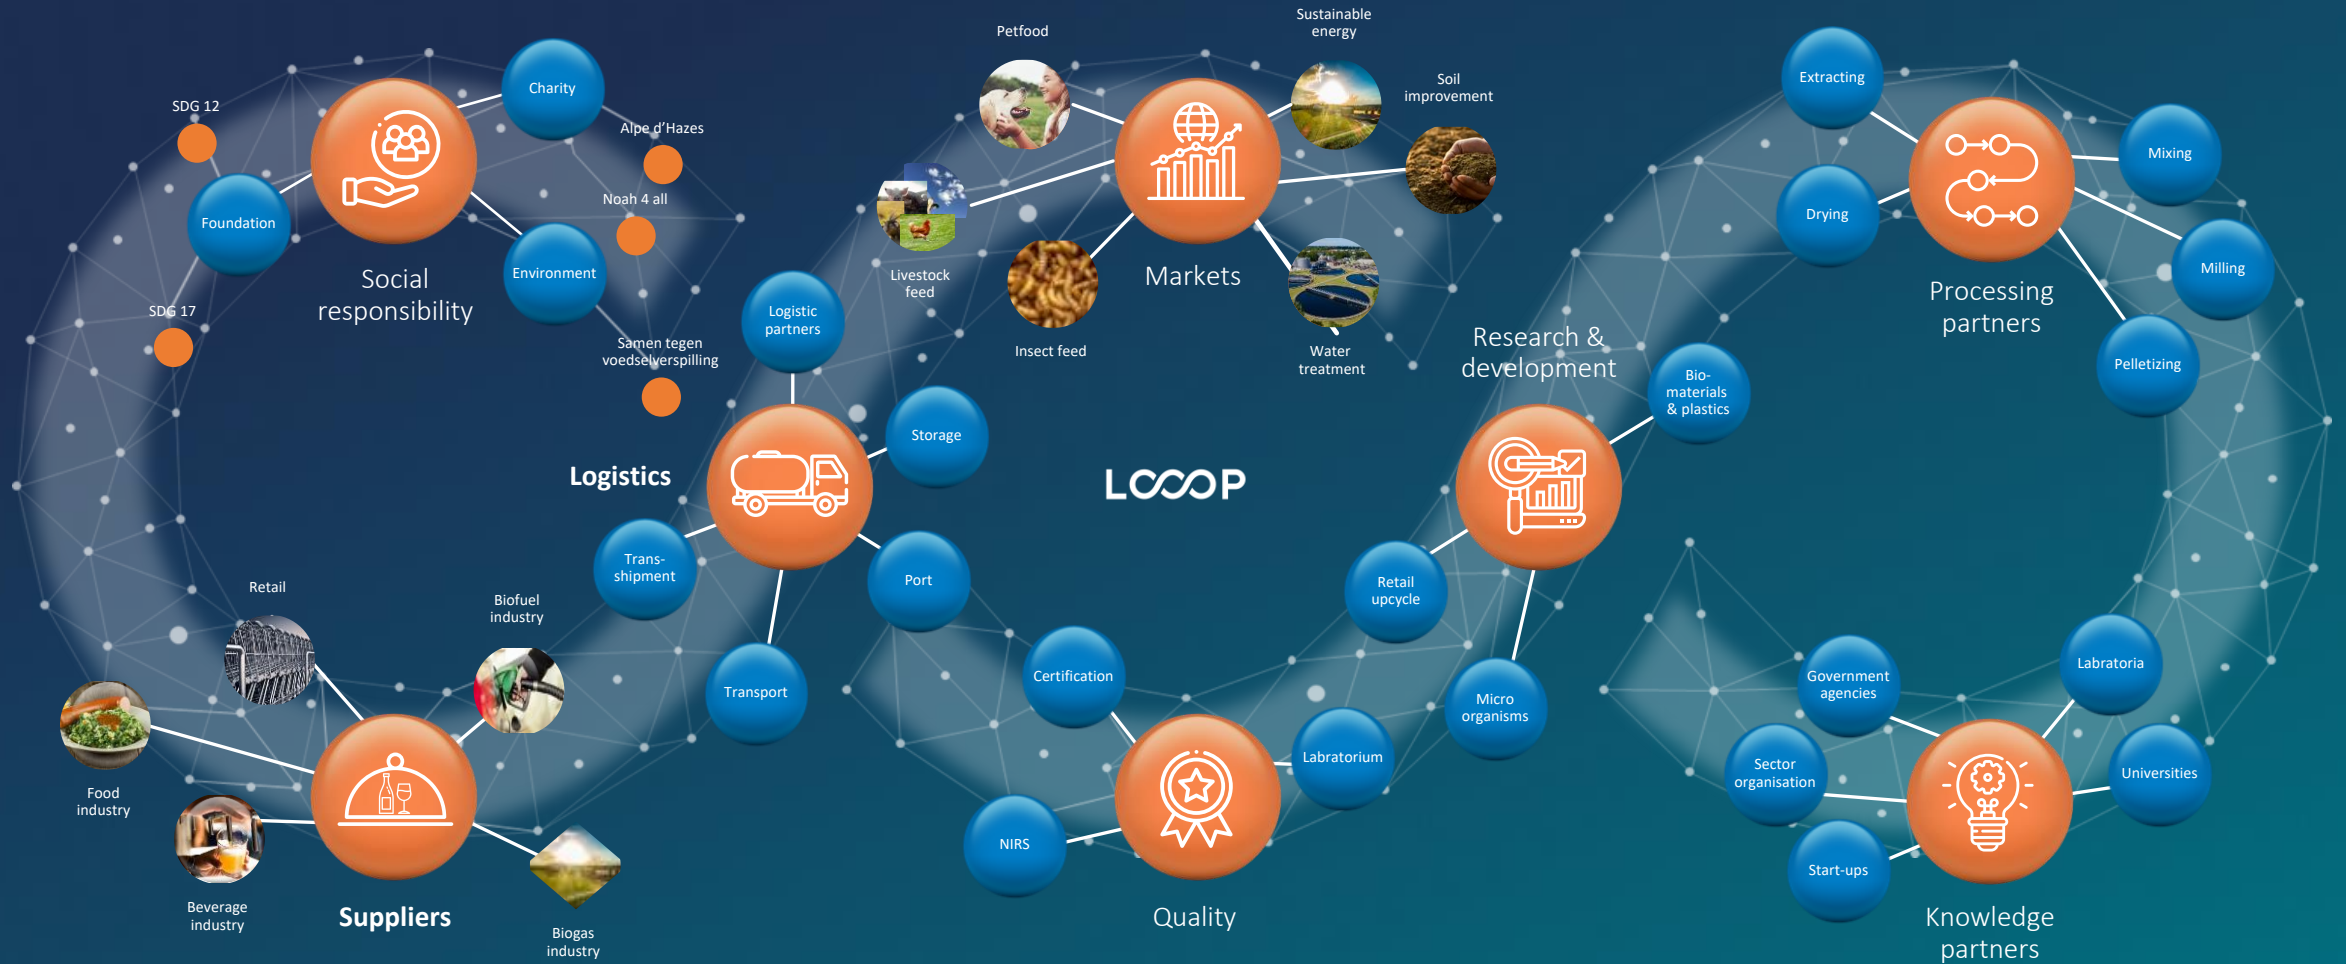 SDG 12
Charity
Alpe d'Hazes
Noah 4 all
Foundation
Environment
Social
responsibility
SDG 17
Samen tegen
voedselverspilling
Petfood
Sustainable
energy
Soil
improvement
Livestock
feed
Markets
Insect feed
Water
treatment
Extracting
Mixing
Drying
Milling
Processing
partners
Pelletizing
Logistic
partners
Storage
Logistics
Trans-
shipment
Port
Transport
LOOOP
Research &
development
Bio-
materials
& plastics
Retail
upcycle
Micro
organisms
Retail
Biofuel
industry
Food
industry
Beverage
industry
Suppliers
Biogas
industry
Certification
Labratorium
NIRS
Quality
Government
agencies
Labratoria
Sector
organisation
Universities
Start-ups
Knowledge
partners